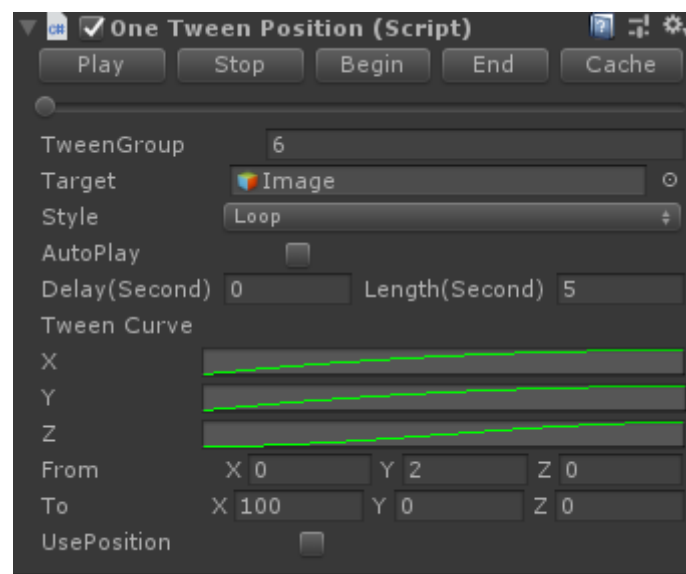 One Tween Position (Script)
Play Stop Begin End Cache
TweenGroup 6
Target Image
Style Loop
AutoPlay
Delay(Second) 0 Length(Second) 5
Tween Curve
X
Y
Z
From X 0 Y 2 Z 0
To X 100 Y 0 Z 0
UsePosition